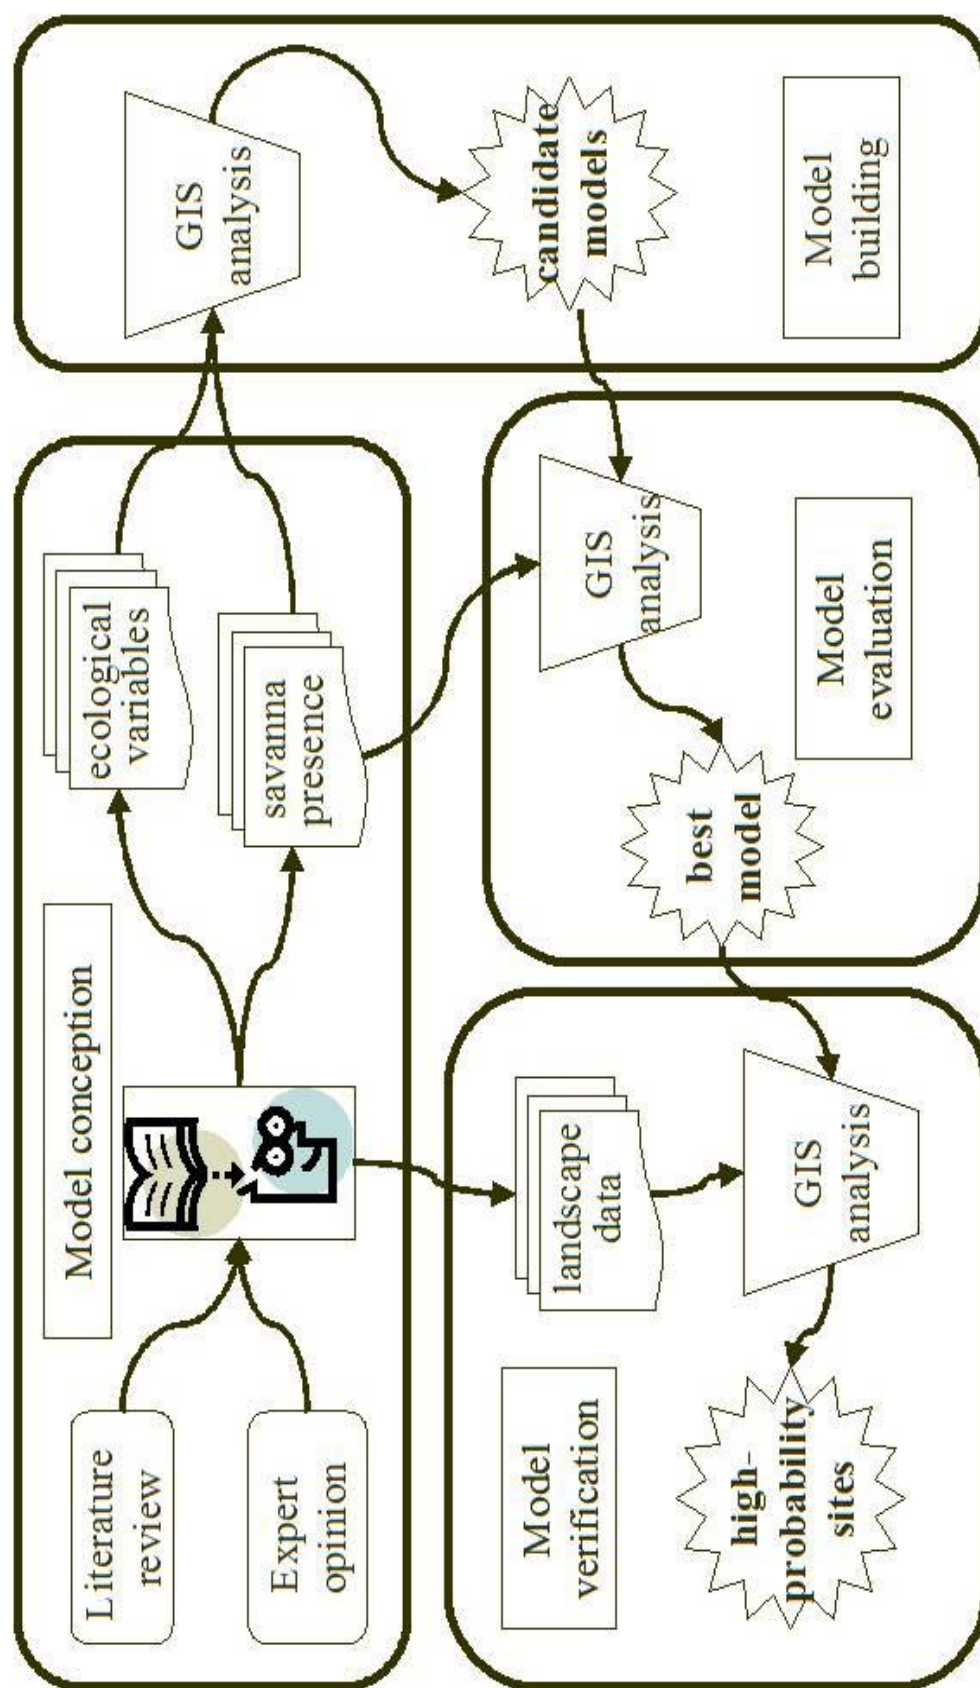 Literature
review
Expert
opinion
Model conception
ecological
variables
savanna
presence
GIS
analysis
candidate
models
Model
building
GIS
analysis
best
model
Model
evaluation
landscape
data
GIS
analysis
high-
probability
sites
Model
verification